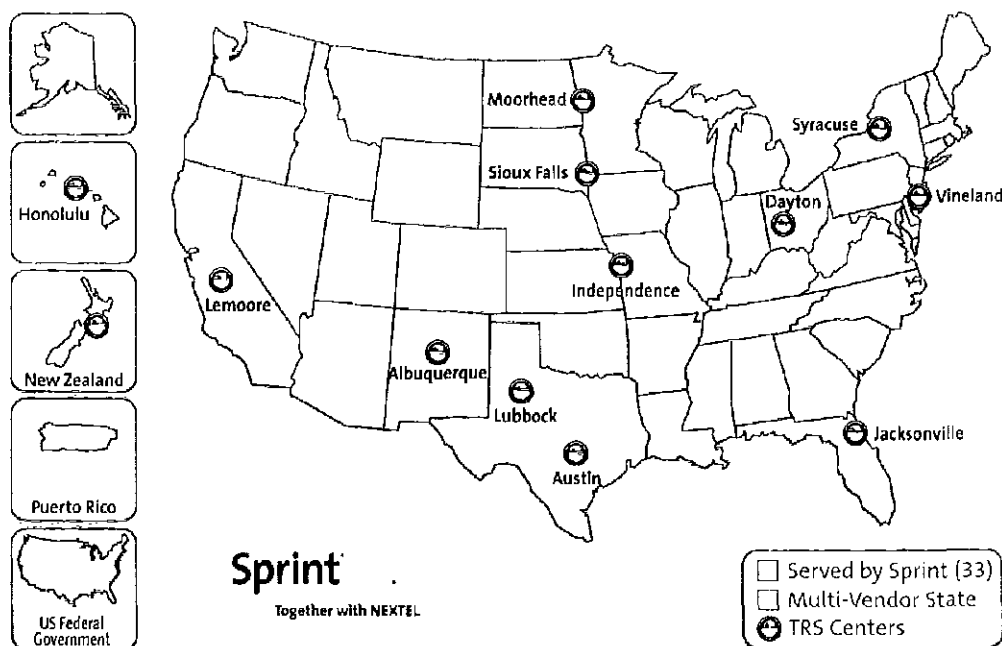 Honolulu
New Zealand
Puerto Rico
US Federal
Government
Moorhead
Sioux Falls
Syracuse
Vineland
Dayton
Independence
Lemoore
Albuquerque
Lubbock
Austin
Jacksonville
Sprint
Together with NEXTEL
Served by Sprint (33)
Multi-Vendor State
TRS Centers